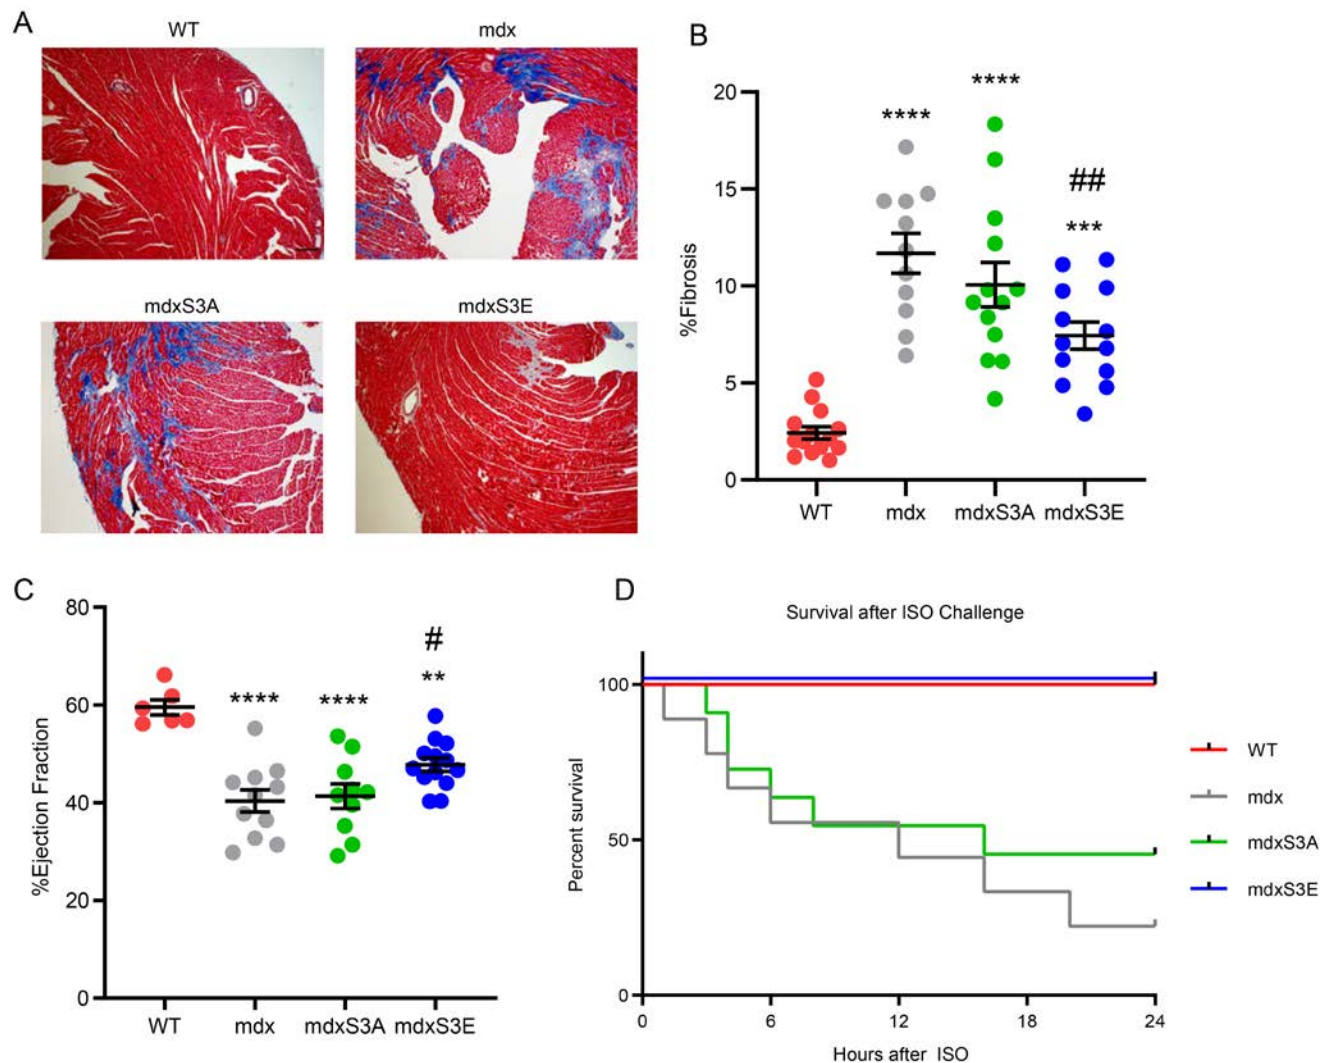 A
WT
mdx
mdxS3A
mdxS3E
B
%Fibrosis
20
15
10
5
0
****
****
##
***
WT
mdx
mdxS3A
mdxS3E
C
%Ejection Fraction
80
60
40
20
0
****
****
#
**
WT
mdx
mdxS3A
mdxS3E
D
Survival after ISO Challenge
Percent survival
100
50
0
0
6
12
18
24
Hours after ISO
WT
mdx
mdxS3A
mdxS3E